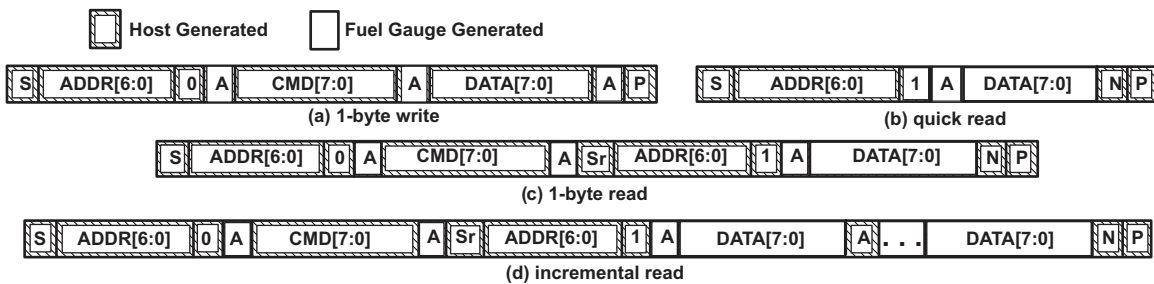 Host Generated Fuel Gauge Generated
S ADDR[6:0] 0 A CMD[7:0] A DATA[7:0] A P S ADDR[6:0] 1 A DATA[7:0] N P
(a) 1-byte write (b) quick read
S ADDR[6:0] 0 A CMD[7:0] A Sr ADDR[6:0] 1 A DATA[7:0] N P
(c) 1-byte read
S ADDR[6:0] 0 A CMD[7:0] A Sr ADDR[6:0] 1 A DATA[7:0] A . . . DATA[7:0] N P
(d) incremental read